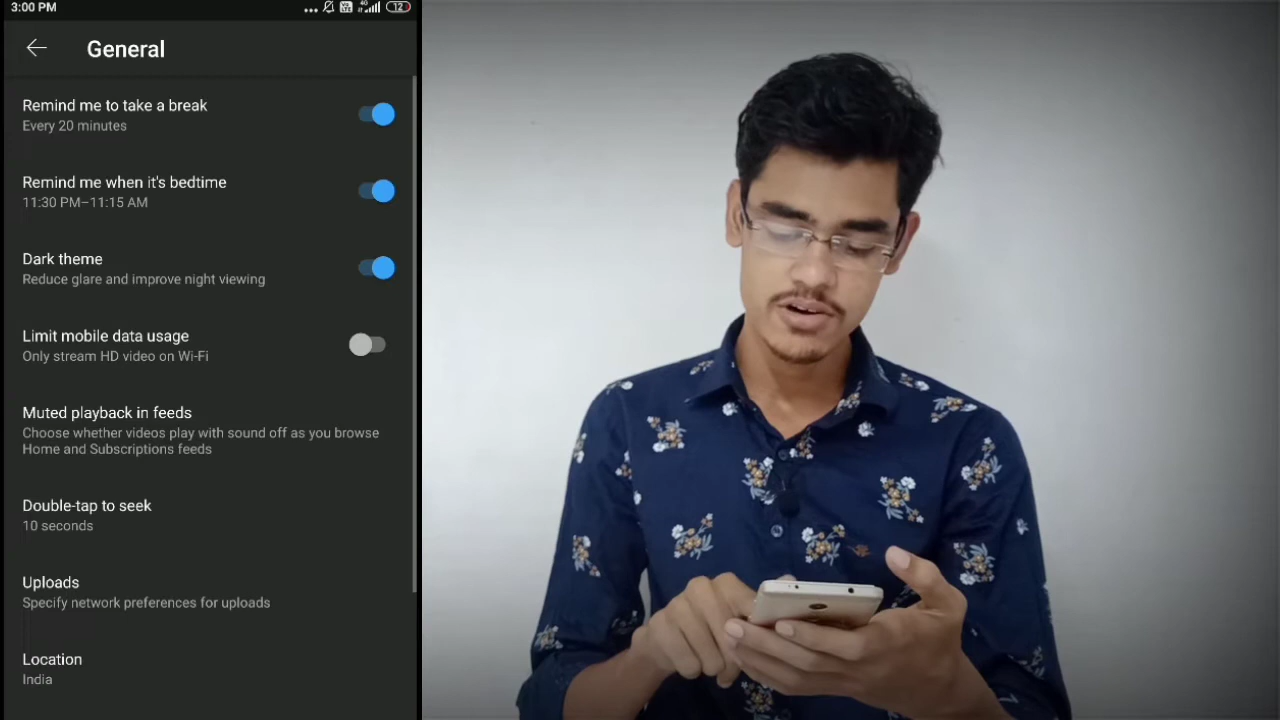 3:00 PM
4G
12
General
Remind me to take a break
Every 20 minutes
Remind me when it's bedtime
11:30 PM–11:15 AM
Dark theme
Reduce glare and improve night viewing
Limit mobile data usage
Only stream HD video on Wi-Fi
Muted playback in feeds
Choose whether videos play with sound off as you browse
Home and Subscriptions feeds
Double-tap to seek
10 seconds
Uploads
Specify network preferences for uploads
Location
India